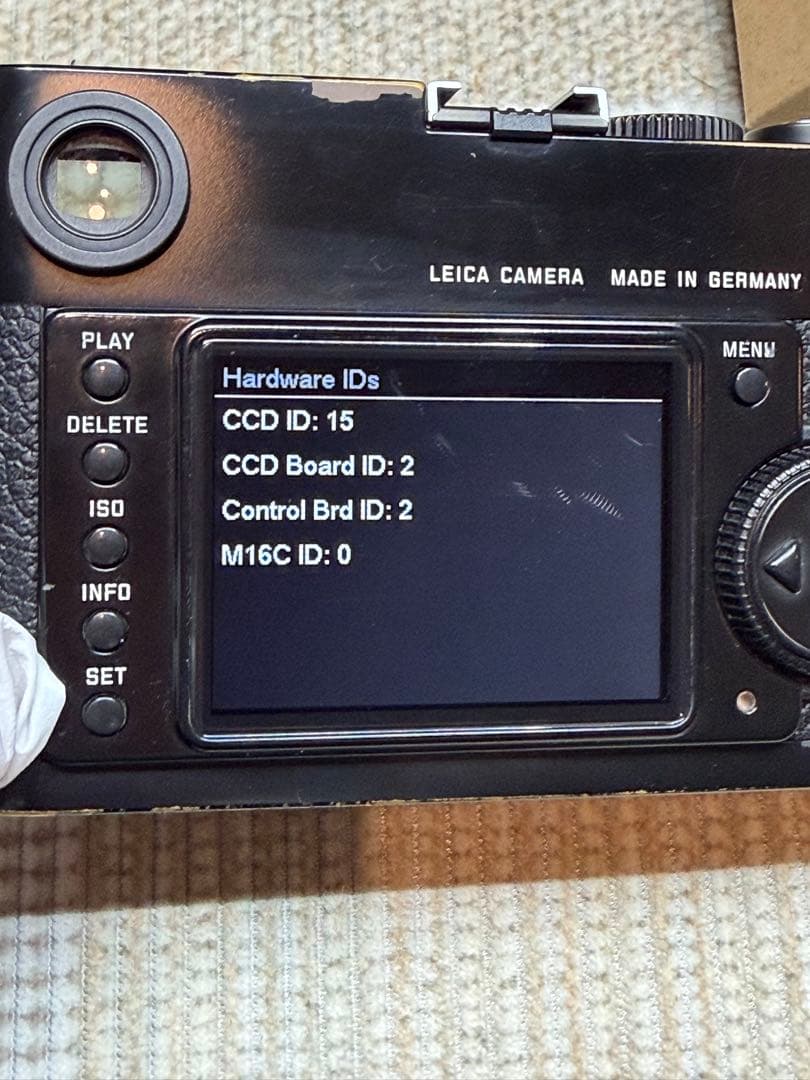 LEICA CAMERA MADE IN GERMANY
PLAY
DELETE
ISO
INFO
SET
MENU
Hardware IDs
CCD ID: 15
CCD Board ID: 2
Control Brd ID: 2
M16C ID: 0